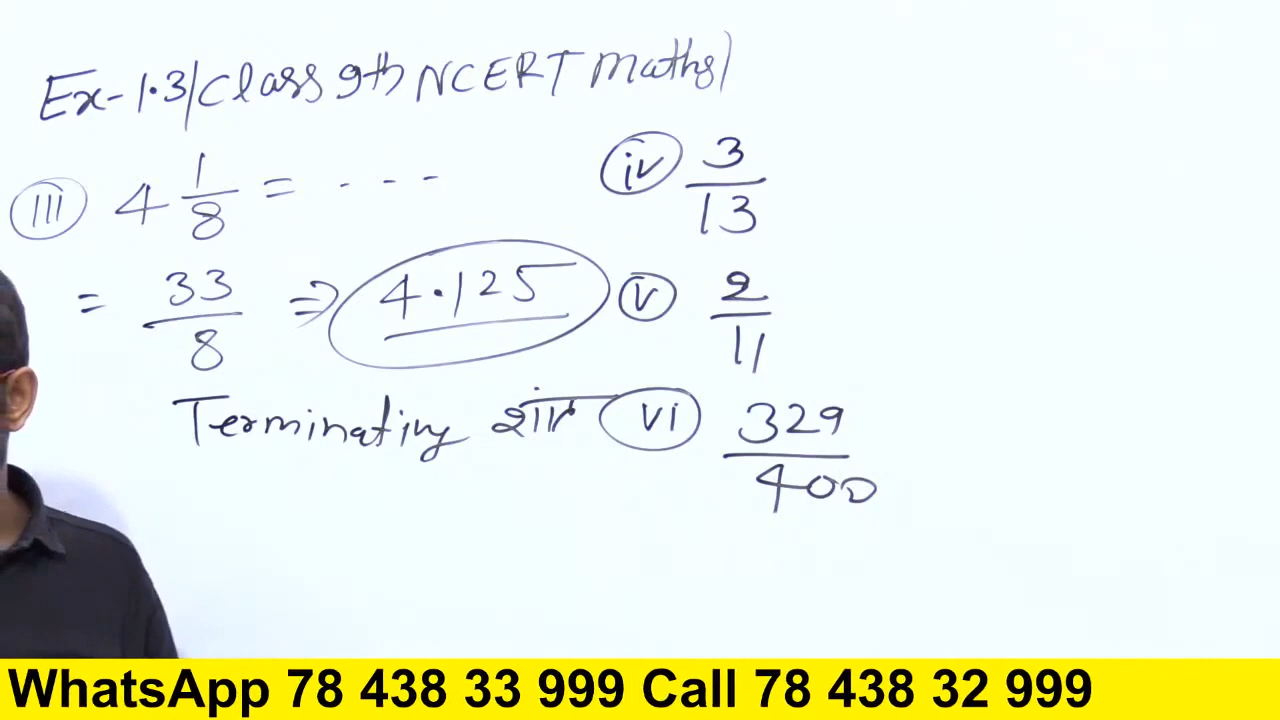 Ex-1.3/Class 9th NCERT Maths)
(iii) 4 1/8 = ...
= 33/8 ⇒ 4.125
Terminating
(iv) 3/13
(v) 2/11
(vi) 329/400
WhatsApp 78 438 33 999 Call 78 438 32 999